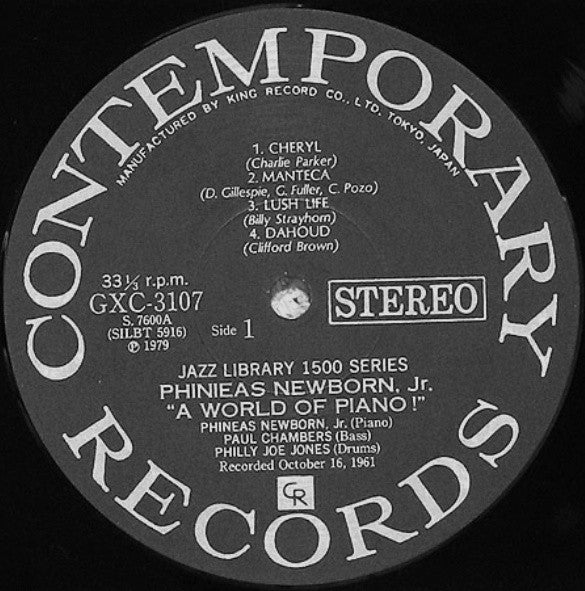 CONTEMPORARY
MANUFACTURED BY KING RECORD CO., LTD. TOKYO, JAPAN
1. CHERYL
(Charlie Parker)
2. MANTECA
(D. Gillespie, G. Fuller, C. Pozo)
3. LUSH LIFE
(Billy Strayhorn)
4. DAHOUD
(Clifford Brown)
33⅓ r.p.m.
GXC-3107
S. 7600A
(SILBT 5916)
℗ 1979
Side 1
STEREO
JAZZ LIBRARY 1500 SERIES
PHINIEAS NEWBORN, Jr.
"A WORLD OF PIANO!"
PHINEAS NEWBORN, Jr. (Piano)
PAUL CHAMBERS (Bass)
PHILLY JOE JONES (Drums)
Recorded October 16, 1961
CR
RECORDS